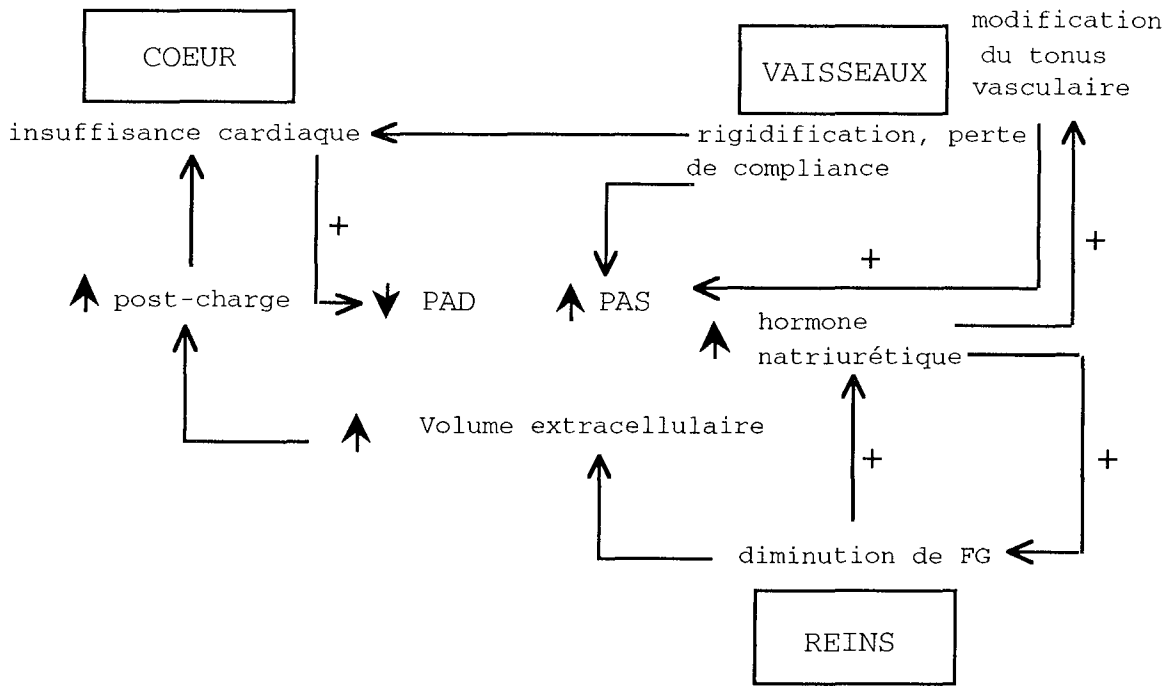 COEUR
insuffisance cardiaque
VAISSEAUX
modification
du tonus
vasculaire
rigidification, perte
de compliance
+
+
+
post-charge
PAD
PAS
hormone
natriurétique
Volume extracellulaire
+
+
diminution de FG
REINS